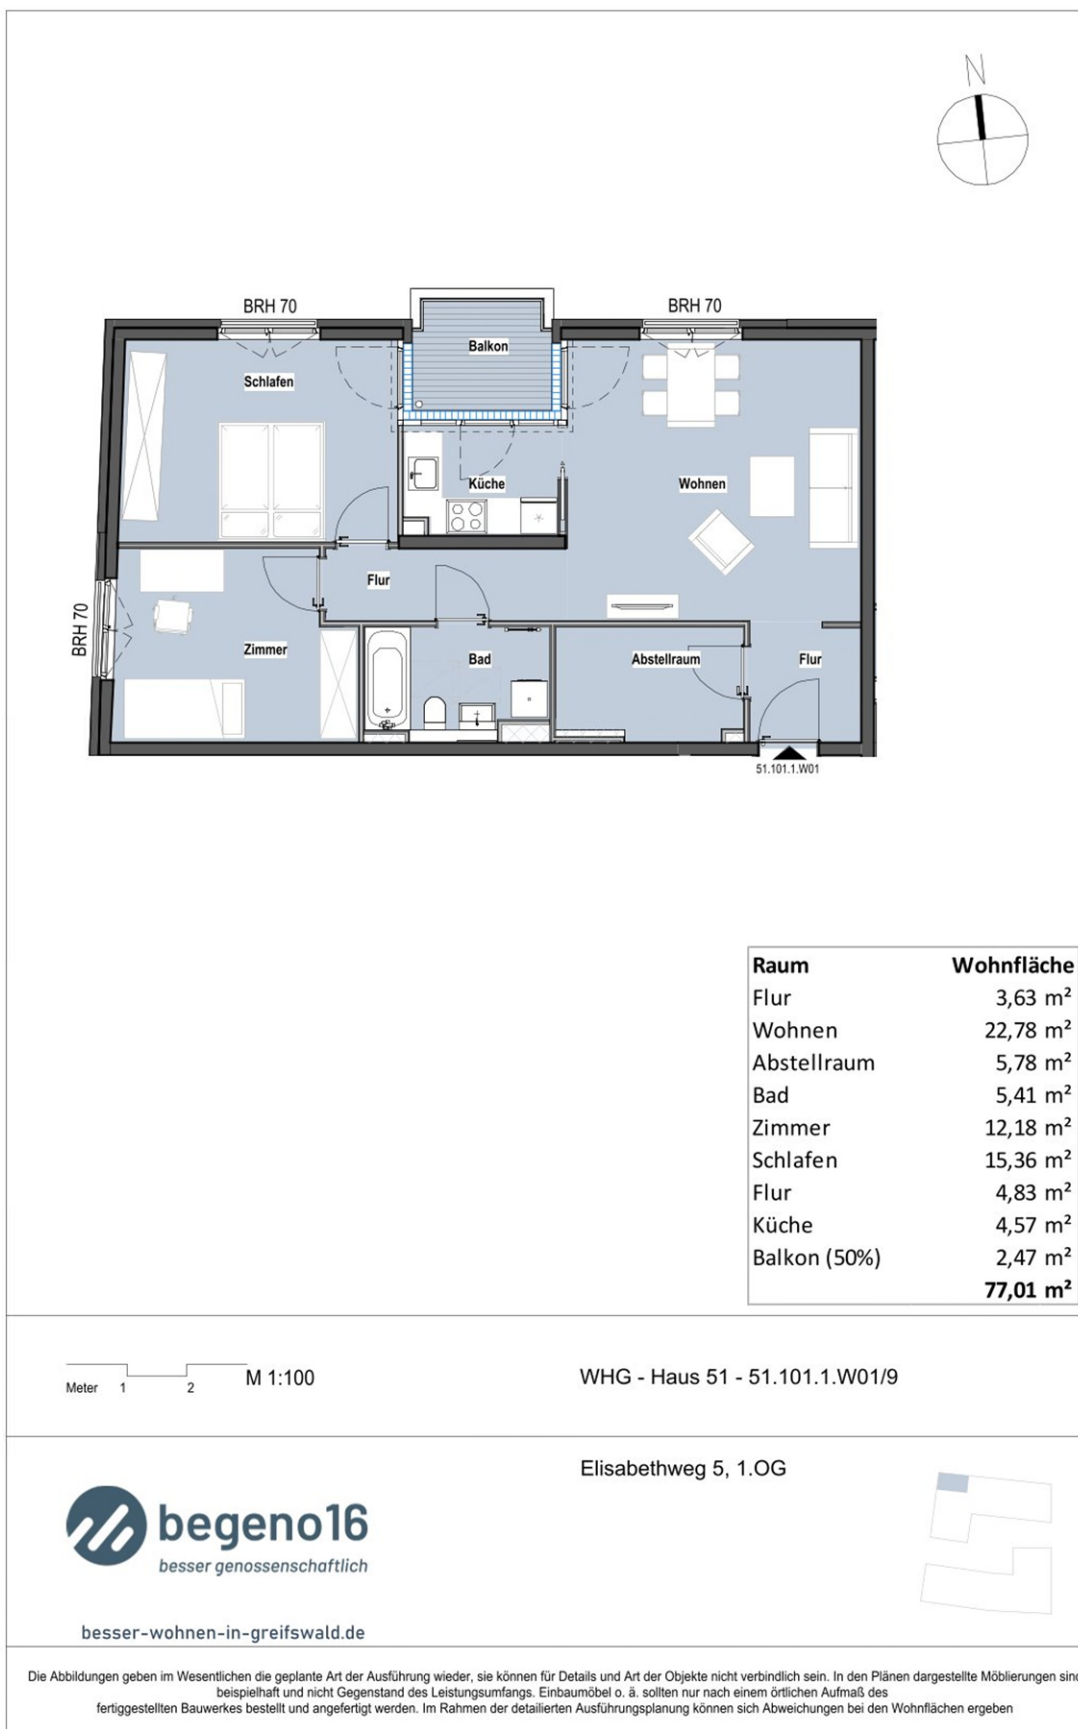 N
BRH 70
BRH 70
Balkon
Schlafen
Küche
Wohnen
Flur
BRH 70
Zimmer
Bad
Abstellraum
Flur
51.101.1.W01
Raum Wohnfläche
Flur 3,63 m²
Wohnen 22,78 m²
Abstellraum 5,78 m²
Bad 5,41 m²
Zimmer 12,18 m²
Schlafen 15,36 m²
Flur 4,83 m²
Küche 4,57 m²
Balkon (50%) 2,47 m²
77,01 m²
Meter 1 2 M 1:100
WHG - Haus 51 - 51.101.1.W01/9
Elisabethweg 5, 1.OG
begeno16
besser genossenschaftlich
besser-wohnen-in-greifswald.de
Die Abbildungen geben im Wesentlichen die geplante Art der Ausführung wieder, sie können für Details und Art der Objekte nicht verbindlich sein. In den Plänen dargestellte Möblierungen sind
beispielhaft und nicht Gegenstand des Leistungsumfangs. Einbaumöbel o. ä. sollten nur nach einem örtlichen Aufmaß des
fertiggestellten Bauwerkes bestellt und angefertigt werden. Im Rahmen der detailierten Ausführungsplanung können sich Abweichungen bei den Wohnflächen ergeben